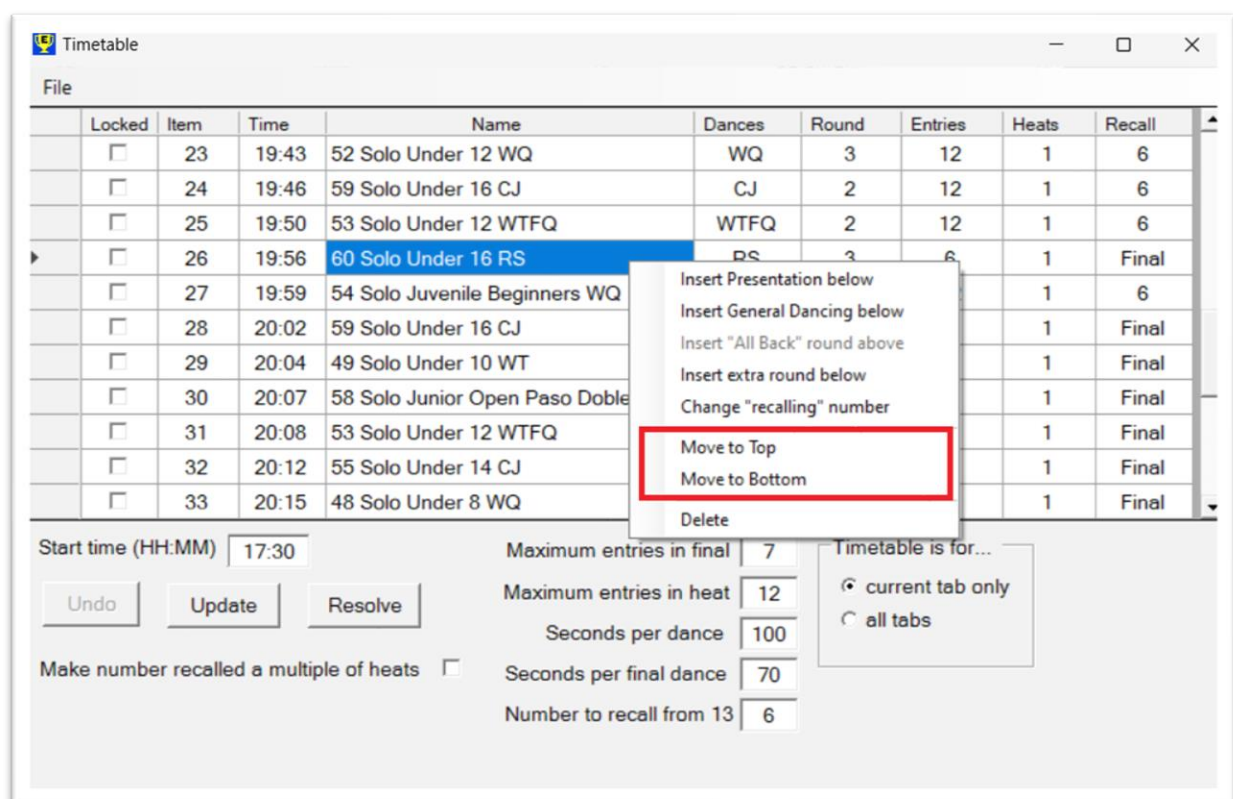 Timetable
File
Locked Item Time Name Dances Round Entries Heats Recall
23 19:43 52 Solo Under 12 WQ WQ 3 12 1 6
24 19:46 59 Solo Under 16 CJ CJ 2 12 1 6
25 19:50 53 Solo Under 12 WTFQ WTFQ 2 12 1 6
26 19:56 60 Solo Under 16 RS RS 3 6 1 Final
27 19:59 54 Solo Juvenile Beginners WQ 1 6
28 20:02 59 Solo Under 16 CJ 1 Final
29 20:04 49 Solo Under 10 WT 1 Final
30 20:07 58 Solo Junior Open Paso Doble 1 Final
31 20:08 53 Solo Under 12 WTFQ 1 Final
32 20:12 55 Solo Under 14 CJ 1 Final
33 20:15 48 Solo Under 8 WQ 1 Final
Insert Presentation below
Insert General Dancing below
Insert "All Back" round above
Insert extra round below
Change "recalling" number
Move to Top
Move to Bottom
Delete
Start time (HH:MM) 17:30
Undo Update Resolve
Make number recalled a multiple of heats
Maximum entries in final 7
Maximum entries in heat 12
Seconds per dance 100
Seconds per final dance 70
Number to recall from 13 6
Timetable is for...
current tab only
all tabs